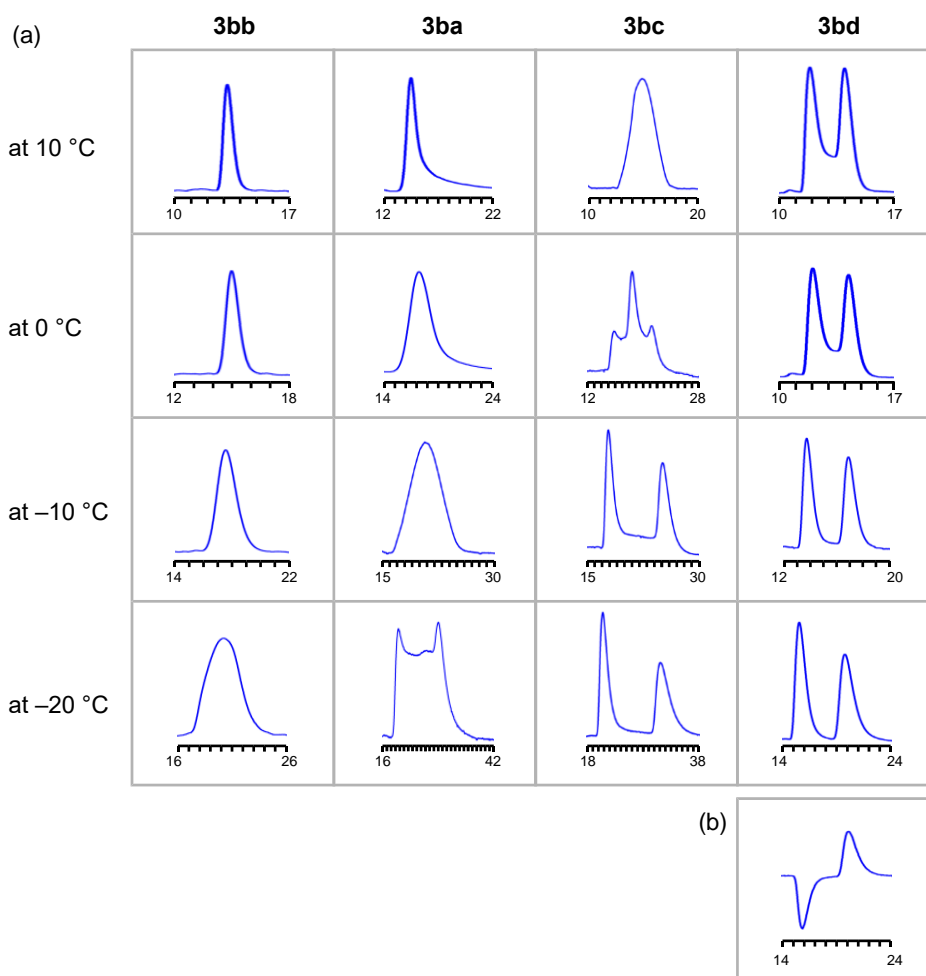 (a) 3bb 3ba 3bc 3bd
at 10 °C
10 17 12 22 10 20 10 17
at 0 °C
12 18 14 24 12 28 10 17
at –10 °C
14 22 15 30 15 30 12 20
at –20 °C
16 26 16 42 18 38 14 24
(b)
14 24